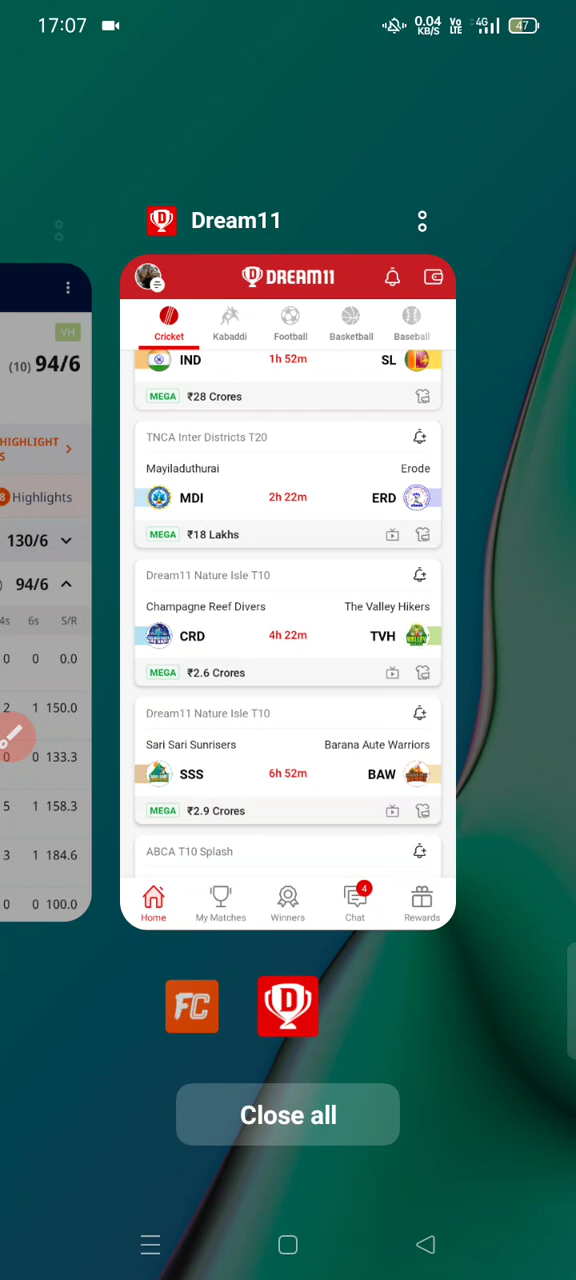 17:07
0.04 KB/S
Vo LTE
4G
47
Dream11
VH
(10) 94/6
HIGHLIGHT
S
8 Highlights
130/6
94/6
4s 6s S/R
0 0 0.0
2 1 150.0
0 0 133.3
5 1 158.3
3 1 184.6
0 0 100.0
DREAM11
Cricket Kabaddi Football Basketball Baseball
IND 1h 52m SL
MEGA ₹28 Crores
TNCA Inter Districts T20
Mayiladuthurai Erode
MDI 2h 22m ERD
MEGA ₹18 Lakhs
Dream11 Nature Isle T10
Champagne Reef Divers The Valley Hikers
CRD 4h 22m TVH
MEGA ₹2.6 Crores
Dream11 Nature Isle T10
Sari Sari Sunrisers Barana Aute Warriors
SSS 6h 52m BAW
MEGA ₹2.9 Crores
ABCA T10 Splash
4
Home My Matches Winners Chat Rewards
FC D
Close all